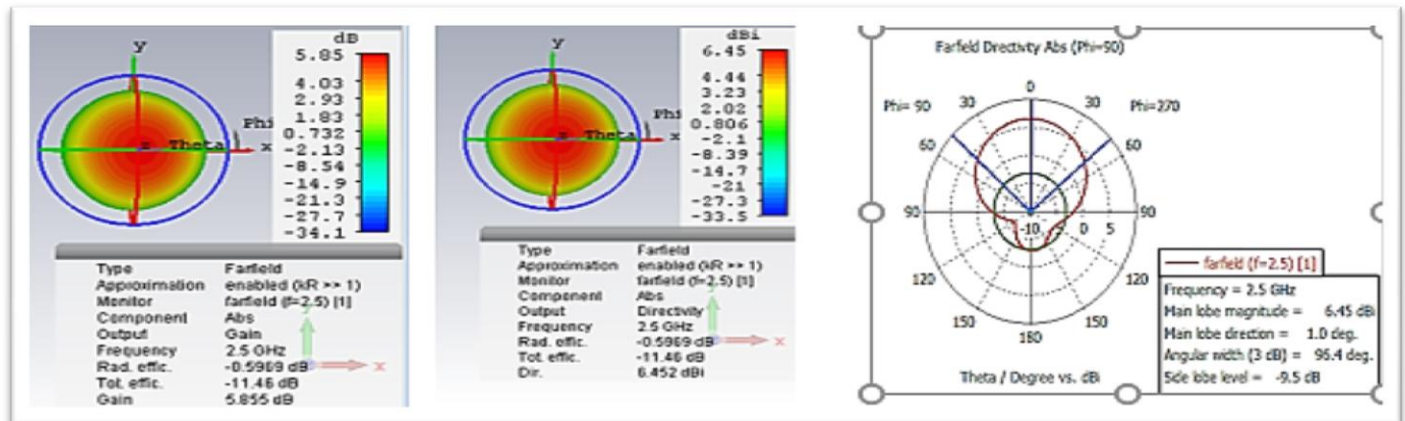 dB
5.85
4.03
2.93
1.83
0.732
-2.13
-8.54
-14.9
-21.3
-27.7
-34.1
y
Phi
Theta
x
Type Farfield
Approximation enabled (kR >> 1)
Monitor farfield (f=2.5) [1]
Component Abs
Output Gain
Frequency 2.5 GHz
Rad. effic. -0.5969 dB
Tot. effic. -11.46 dB
Gain 5.855 dB
x
dBi
6.45
4.44
3.23
2.02
0.806
-2.1
-8.39
-14.7
-21
-27.3
-33.5
y
Phi
Theta
x
Type Farfield
Approximation enabled (kR >> 1)
Monitor farfield (f=2.5) [1]
Component Abs
Output Directivity
Frequency 2.5 GHz
Rad. effic. -0.5969 dB
Tot. effic. -11.46 dB
Dir. 6.452 dBi
x
Farfield Directivity Abs (Phi=90)
0
Phi= 90 30 30 Phi=270
60 60
90 -10 0 5 90
120 120
150 150
180
Theta / Degree vs. dBi
farfield (f=2.5) [1]
Frequency = 2.5 GHz
Main lobe magnitude = 6.45 dBi
Main lobe direction = 1.0 deg.
Angular width (3 dB) = 96.4 deg.
Side lobe level = -9.5 dB